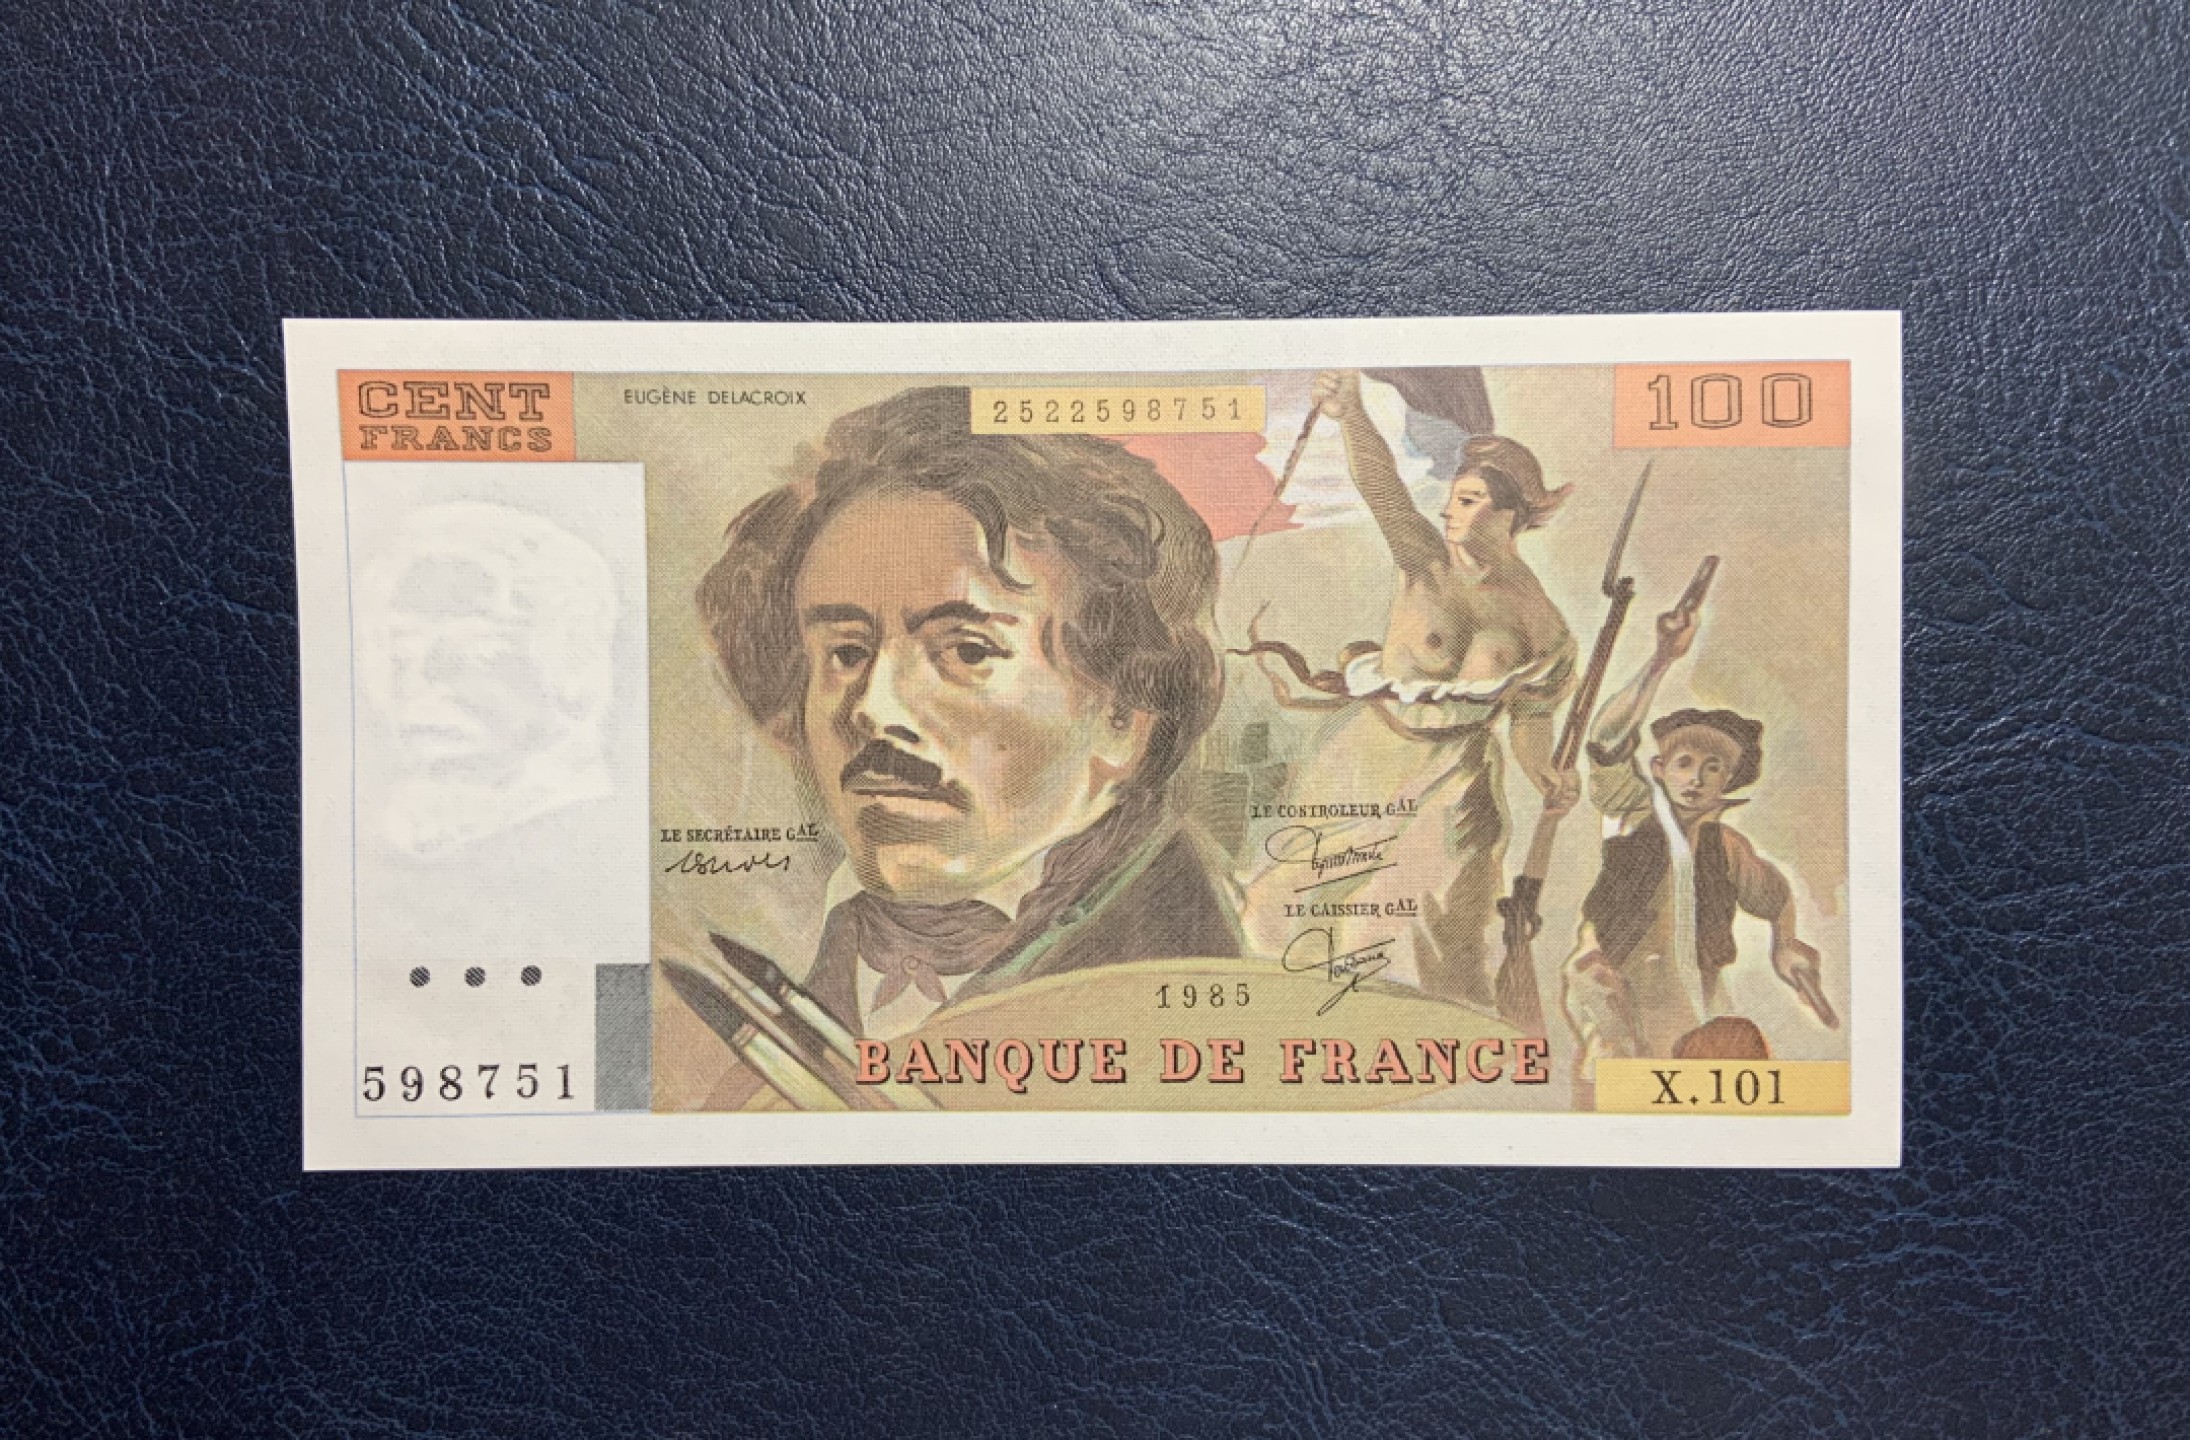 CENT
FRANCS
EUGÈNE DELACROIX
2522598751
100
LE SECRÉTAIRE GAL
LE CONTROLEUR GAL
LE CAISSIER GAL
1985
BANQUE DE FRANCE
598751
X.101